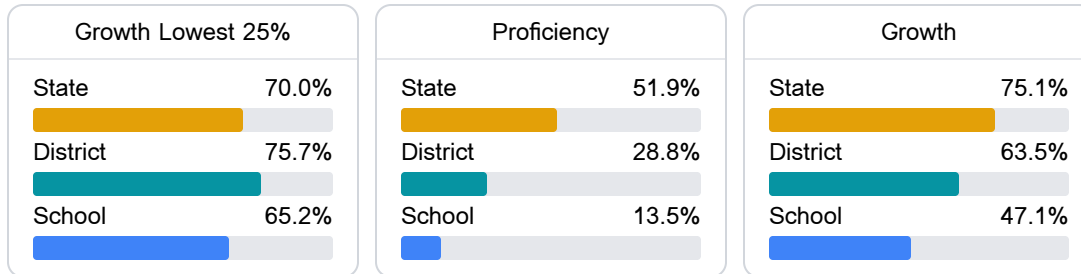 Growth Lowest 25%
State 70.0%
District 75.7%
School 65.2%
Proficiency
State 51.9%
District 28.8%
School 13.5%
Growth
State 75.1%
District 63.5%
School 47.1%